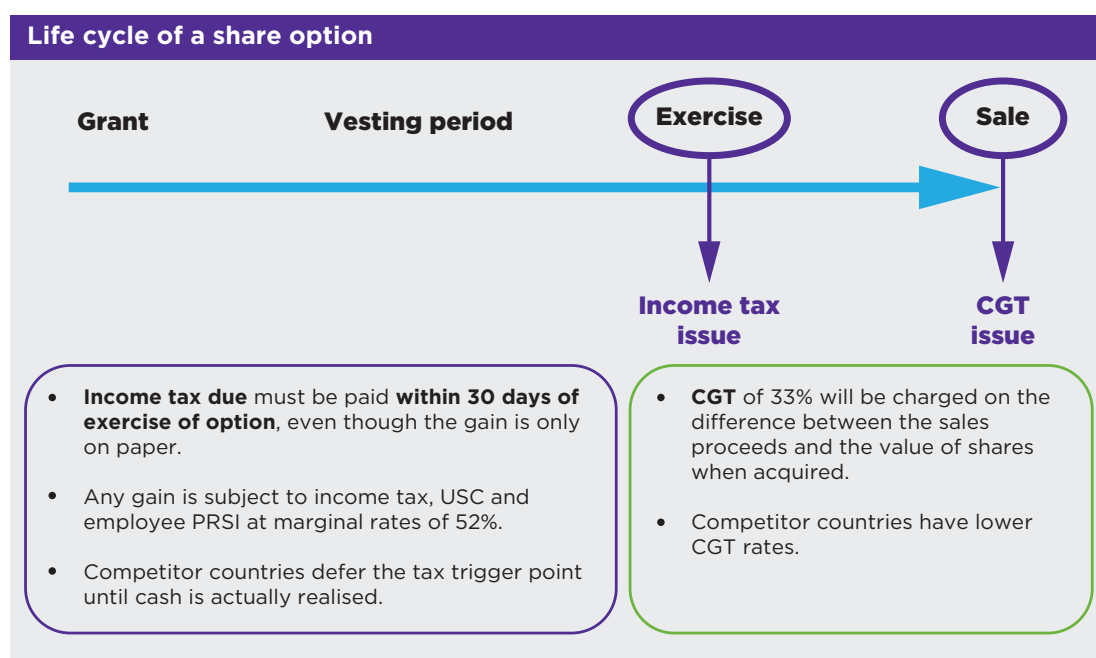 Life cycle of a share option
Grant
Vesting period
Exercise
Sale
Income tax
issue
CGT
issue
• Income tax due must be paid within 30 days of
exercise of option, even though the gain is only
on paper.
• Any gain is subject to income tax, USC and
employee PRSI at marginal rates of 52%.
• Competitor countries defer the tax trigger point
until cash is actually realised.
• CGT of 33% will be charged on the
difference between the sales
proceeds and the value of shares
when acquired.
• Competitor countries have lower
CGT rates.